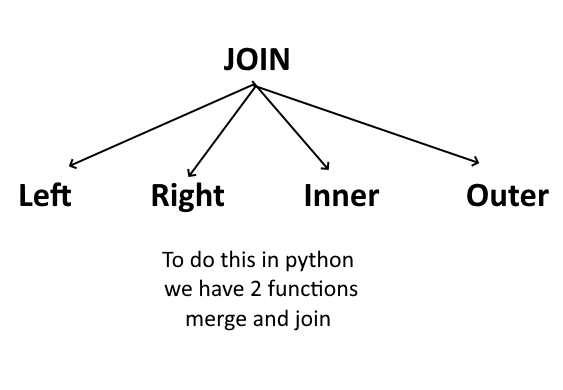 JOIN
Left Right Inner Outer
To do this in python
we have 2 functions
merge and join